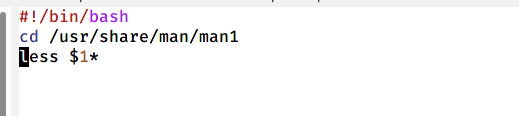 #!/bin/bash
cd /usr/share/man/man1
less $1*